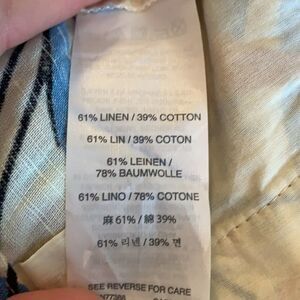 61% LINEN / 39% COTTON
61% LIN / 39% COTON
61% LEINEN /
78% BAUMWOLLE
61% LINO / 78% COTONE
麻 61% / 綿 39%
61% 리넨 / 39% 면
SEE REVERSE FOR CARE